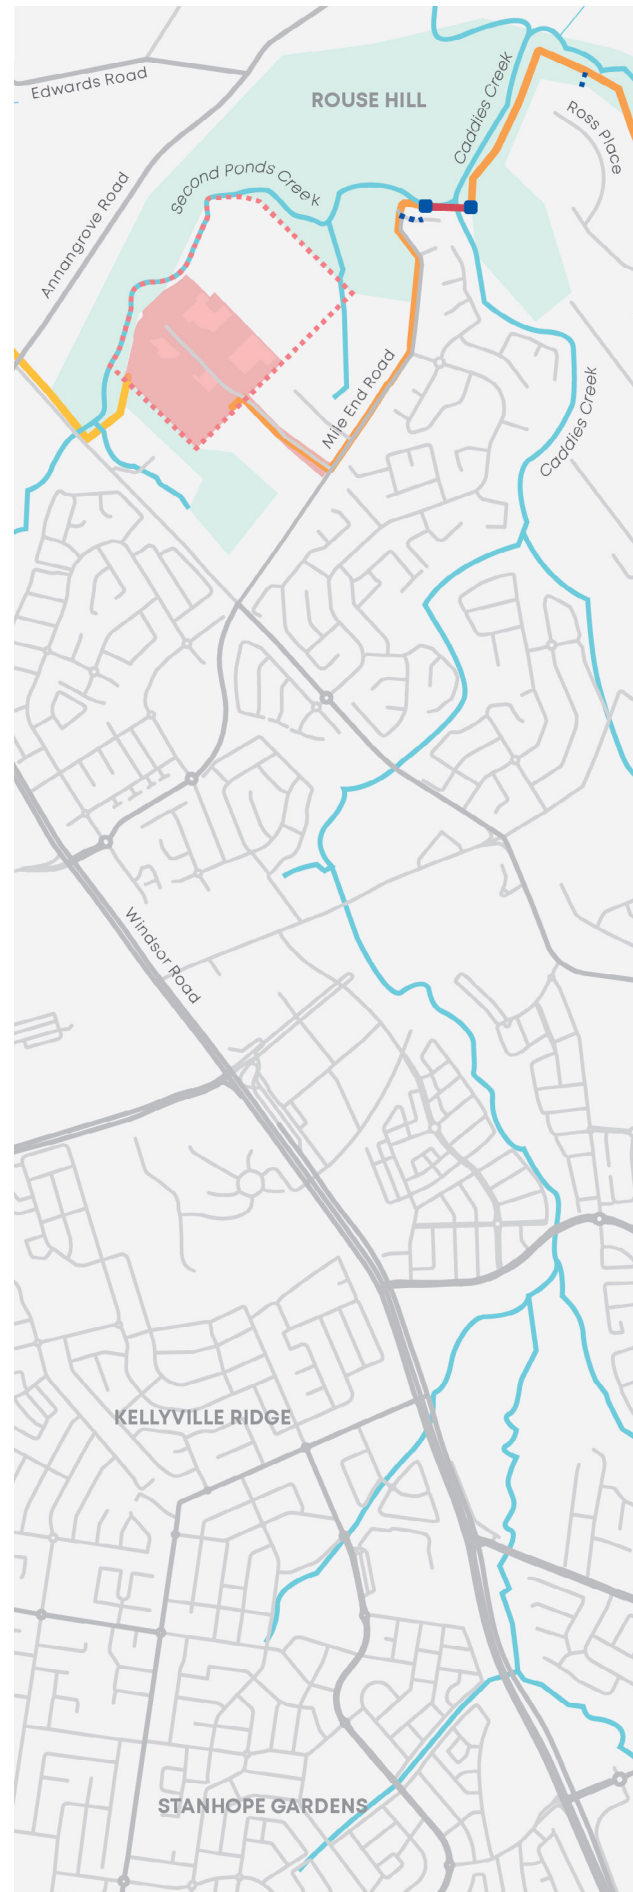 Edwards Road
ROUSE HILL
Caddies Creek
Ross Place
Second Ponds Creek
Annangrove Road
Mile End Road
Caddies Creek
Windsor Road
KELLYVILLE RIDGE
STANHOPE GARDENS